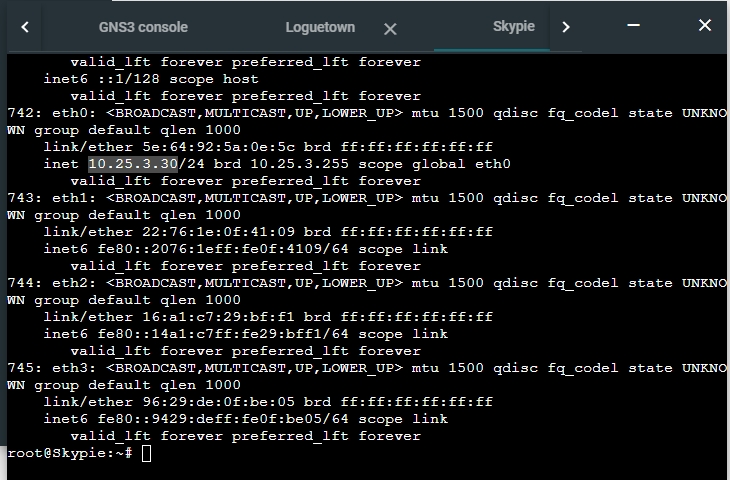 GNS3 console Loguetown Skypie
valid_lft forever preferred_lft forever
inet6 ::1/128 scope host
valid_lft forever preferred_lft forever
742: eth0: <BROADCAST,MULTICAST,UP,LOWER_UP> mtu 1500 qdisc fq_codel state UNKNO
WN group default qlen 1000
link/ether 5e:64:92:5a:0e:5c brd ff:ff:ff:ff:ff:ff
inet 10.25.3.30/24 brd 10.25.3.255 scope global eth0
valid_lft forever preferred_lft forever
743: eth1: <BROADCAST,MULTICAST,UP,LOWER_UP> mtu 1500 qdisc fq_codel state UNKNO
WN group default qlen 1000
link/ether 22:76:1e:0f:41:09 brd ff:ff:ff:ff:ff:ff
inet6 fe80::2076:1eff:fe0f:4109/64 scope link
valid_lft forever preferred_lft forever
744: eth2: <BROADCAST,MULTICAST,UP,LOWER_UP> mtu 1500 qdisc fq_codel state UNKNO
WN group default qlen 1000
link/ether 16:a1:c7:29:bf:f1 brd ff:ff:ff:ff:ff:ff
inet6 fe80::14a1:c7ff:fe29:bff1/64 scope link
valid_lft forever preferred_lft forever
745: eth3: <BROADCAST,MULTICAST,UP,LOWER_UP> mtu 1500 qdisc fq_codel state UNKNO
WN group default qlen 1000
link/ether 96:29:de:0f:be:05 brd ff:ff:ff:ff:ff:ff
inet6 fe80::9429:deff:fe0f:be05/64 scope link
valid_lft forever preferred_lft forever
root@Skypie:~#